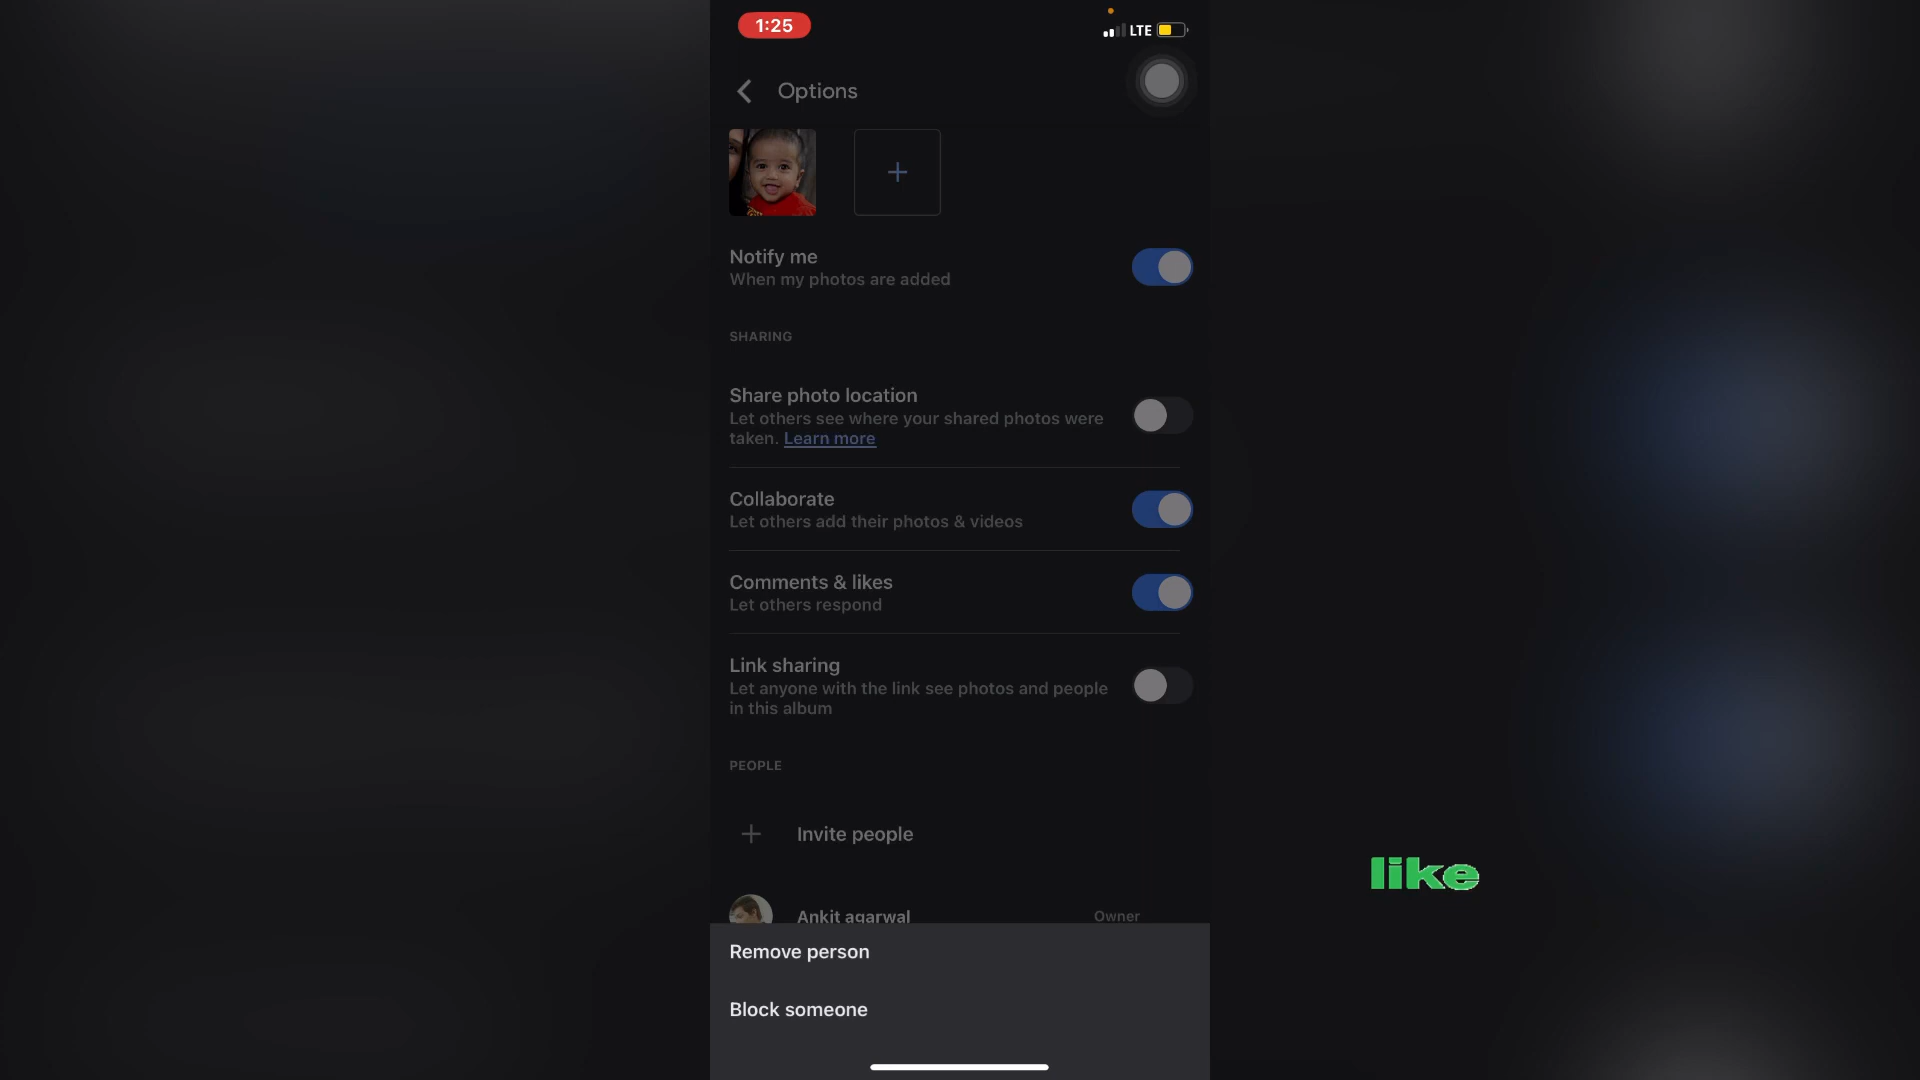 1:25
LTE
Options
Notify me
When my photos are added
SHARING
Share photo location
Let others see where your shared photos were
taken. Learn more
Collaborate
Let others add their photos & videos
Comments & likes
Let others respond
Link sharing
Let anyone with the link see photos and people
in this album
PEOPLE
Invite people
like
Ankit agarwal
Owner
Remove person
Block someone